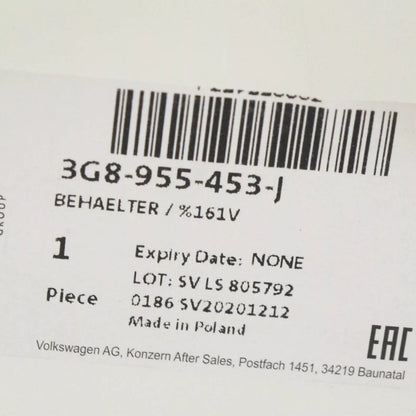 3G8-955-453-J
BEHAELTER / %161V
1
Piece
Expiry Date: NONE
LOT: SV LS 805792
0186 SV20201212
Made in Poland
EAC
Volkswagen AG, Konzern After Sales, Postfach 1451, 34219 Baunatal
GROUP